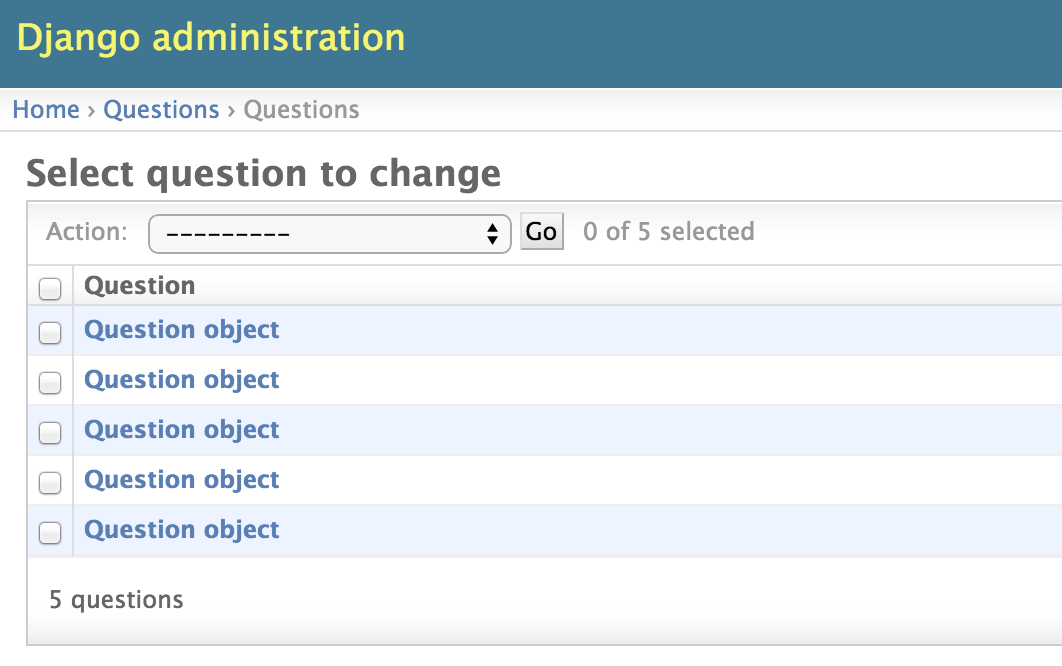 Django administration
Home › Questions › Questions
Select question to change
Action: --------- Go 0 of 5 selected
Question
Question object
Question object
Question object
Question object
Question object
5 questions